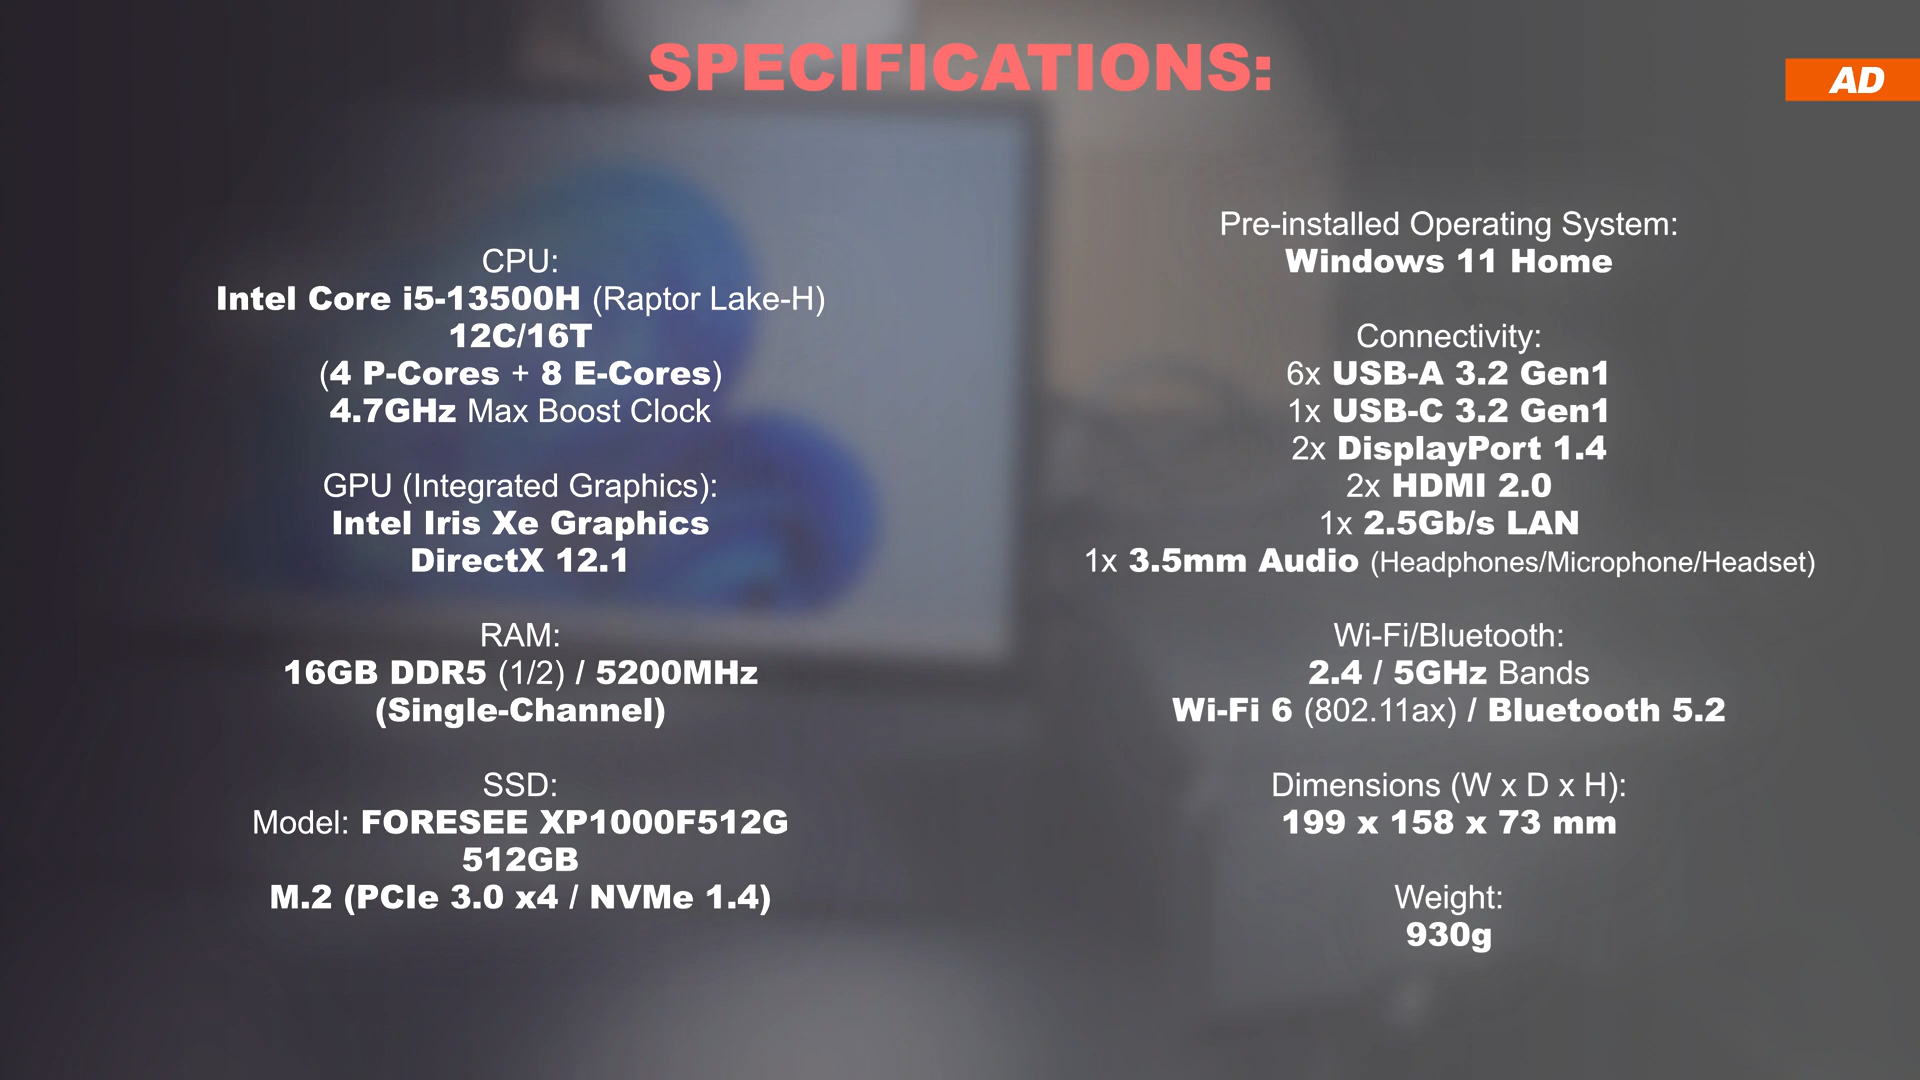 SPECIFICATIONS:
AD
CPU:
Intel Core i5-13500H (Raptor Lake-H)
12C/16T
(4 P-Cores + 8 E-Cores)
4.7GHz Max Boost Clock
GPU (Integrated Graphics):
Intel Iris Xe Graphics
DirectX 12.1
RAM:
16GB DDR5 (1/2) / 5200MHz
(Single-Channel)
SSD:
Model: FORESEE XP1000F512G
512GB
M.2 (PCIe 3.0 x4 / NVMe 1.4)
Pre-installed Operating System:
Windows 11 Home
Connectivity:
6x USB-A 3.2 Gen1
1x USB-C 3.2 Gen1
2x DisplayPort 1.4
2x HDMI 2.0
1x 2.5Gb/s LAN
1x 3.5mm Audio (Headphones/Microphone/Headset)
Wi-Fi/Bluetooth:
2.4 / 5GHz Bands
Wi-Fi 6 (802.11ax) / Bluetooth 5.2
Dimensions (W x D x H):
199 x 158 x 73 mm
Weight:
930g